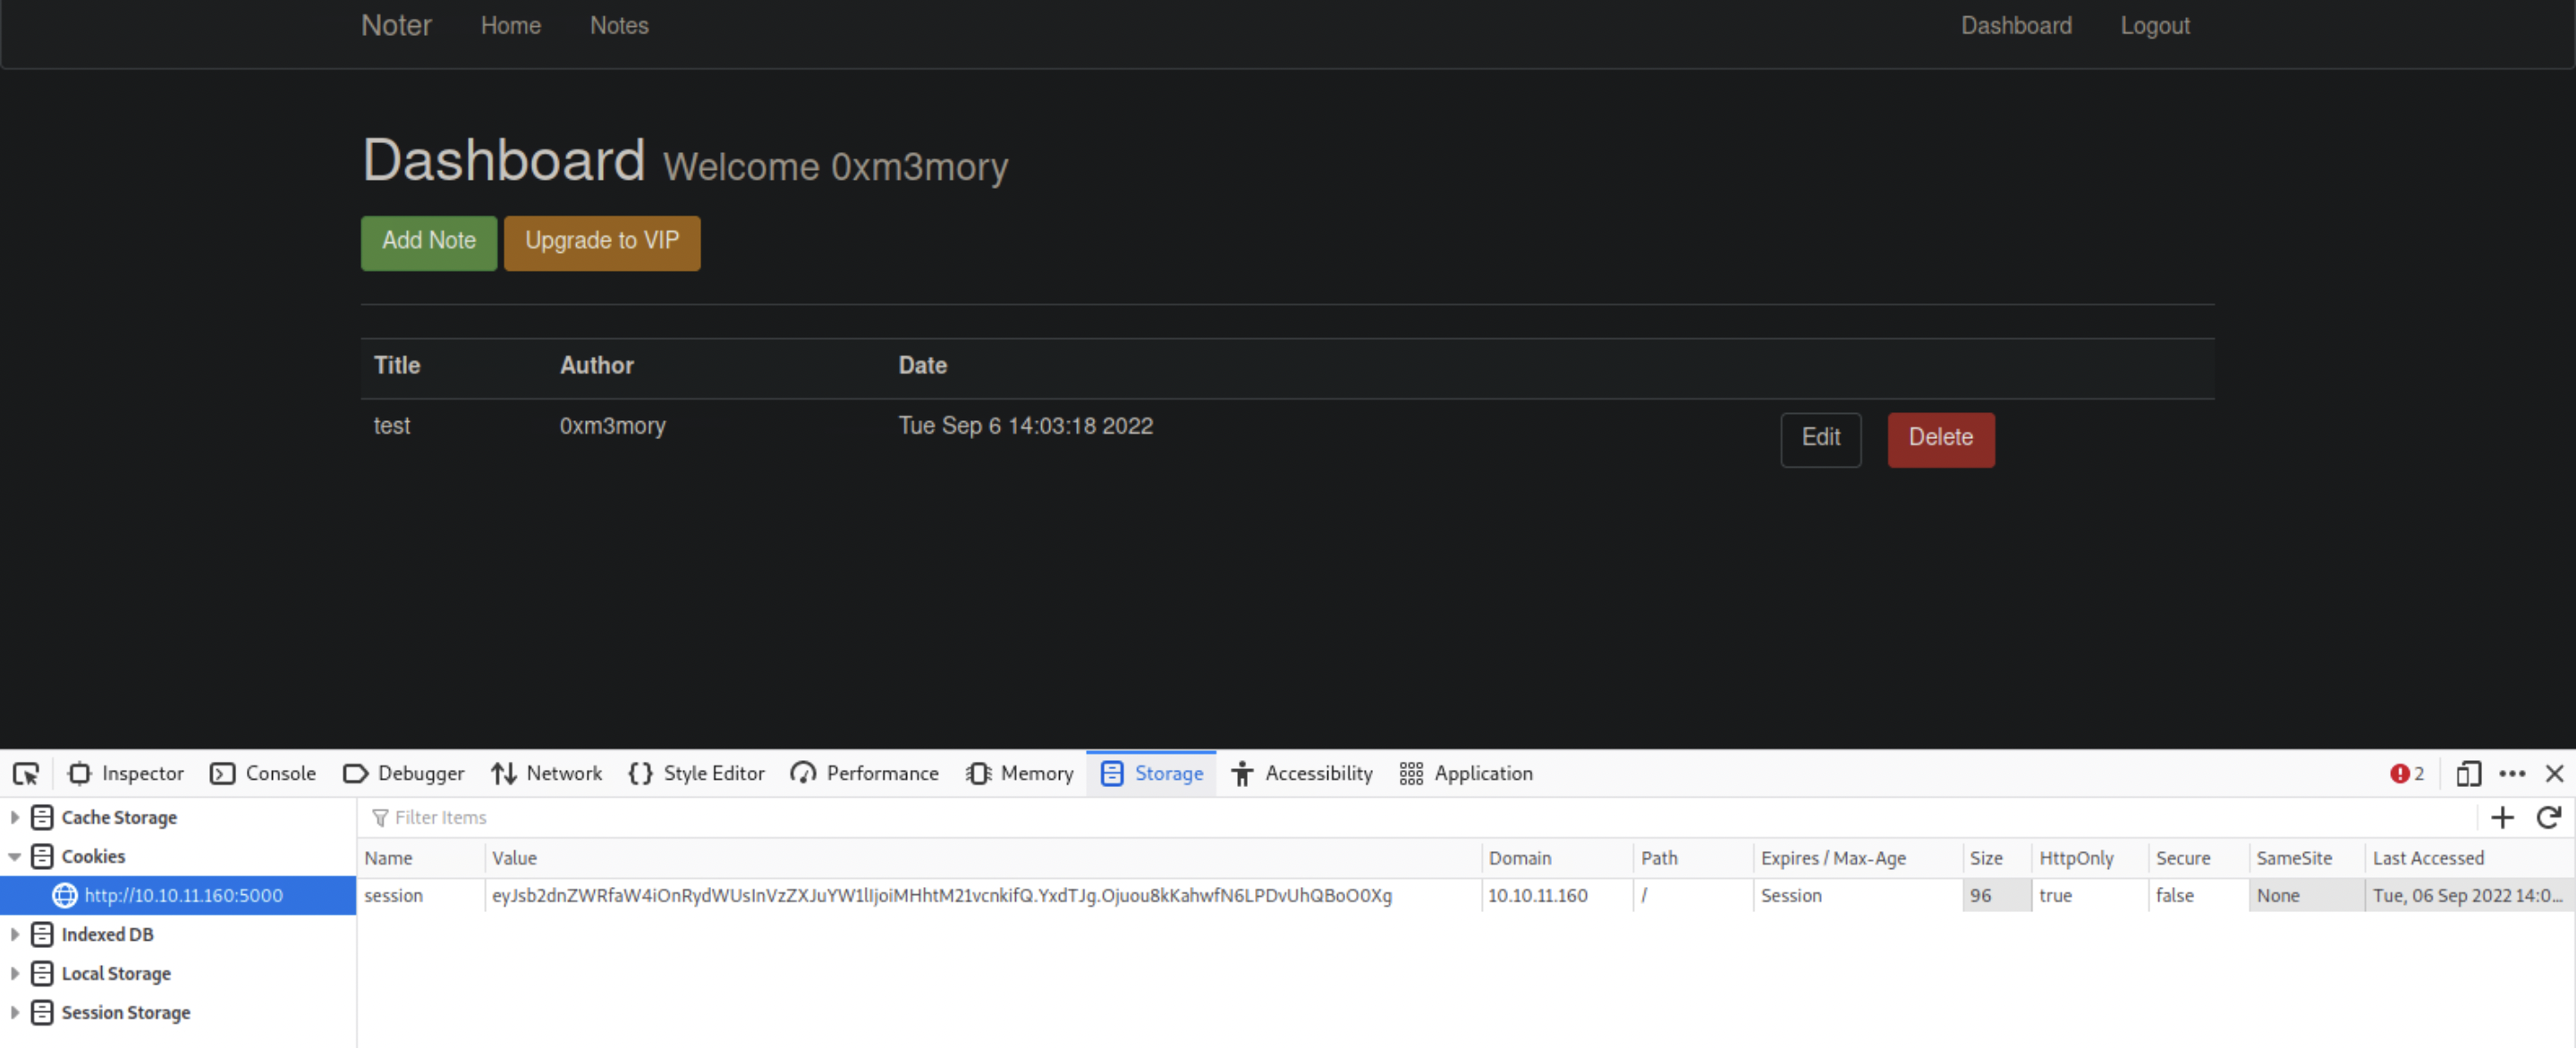 Noter Home Notes Dashboard Logout
Dashboard Welcome 0xm3mory
Add Note Upgrade to VIP
Title Author Date
test 0xm3mory Tue Sep 6 14:03:18 2022 Edit Delete
Inspector Console Debugger Network Style Editor Performance Memory Storage Accessibility Application 2
Cache Storage
Filter Items
Cookies
Name Value Domain Path Expires / Max-Age Size HttpOnly Secure SameSite Last Accessed
http://10.10.11.160:5000
session eyJsb2dnZWRfaW4iOnRydWUsInVzZXJuYW1lIjoiMHhtM21vcnkifQ.YxdTJg.Ojuou8kKahwfN6LPDvUhQBoO0Xg 10.10.11.160 / Session 96 true false None Tue, 06 Sep 2022 14:0...
Indexed DB
Local Storage
Session Storage